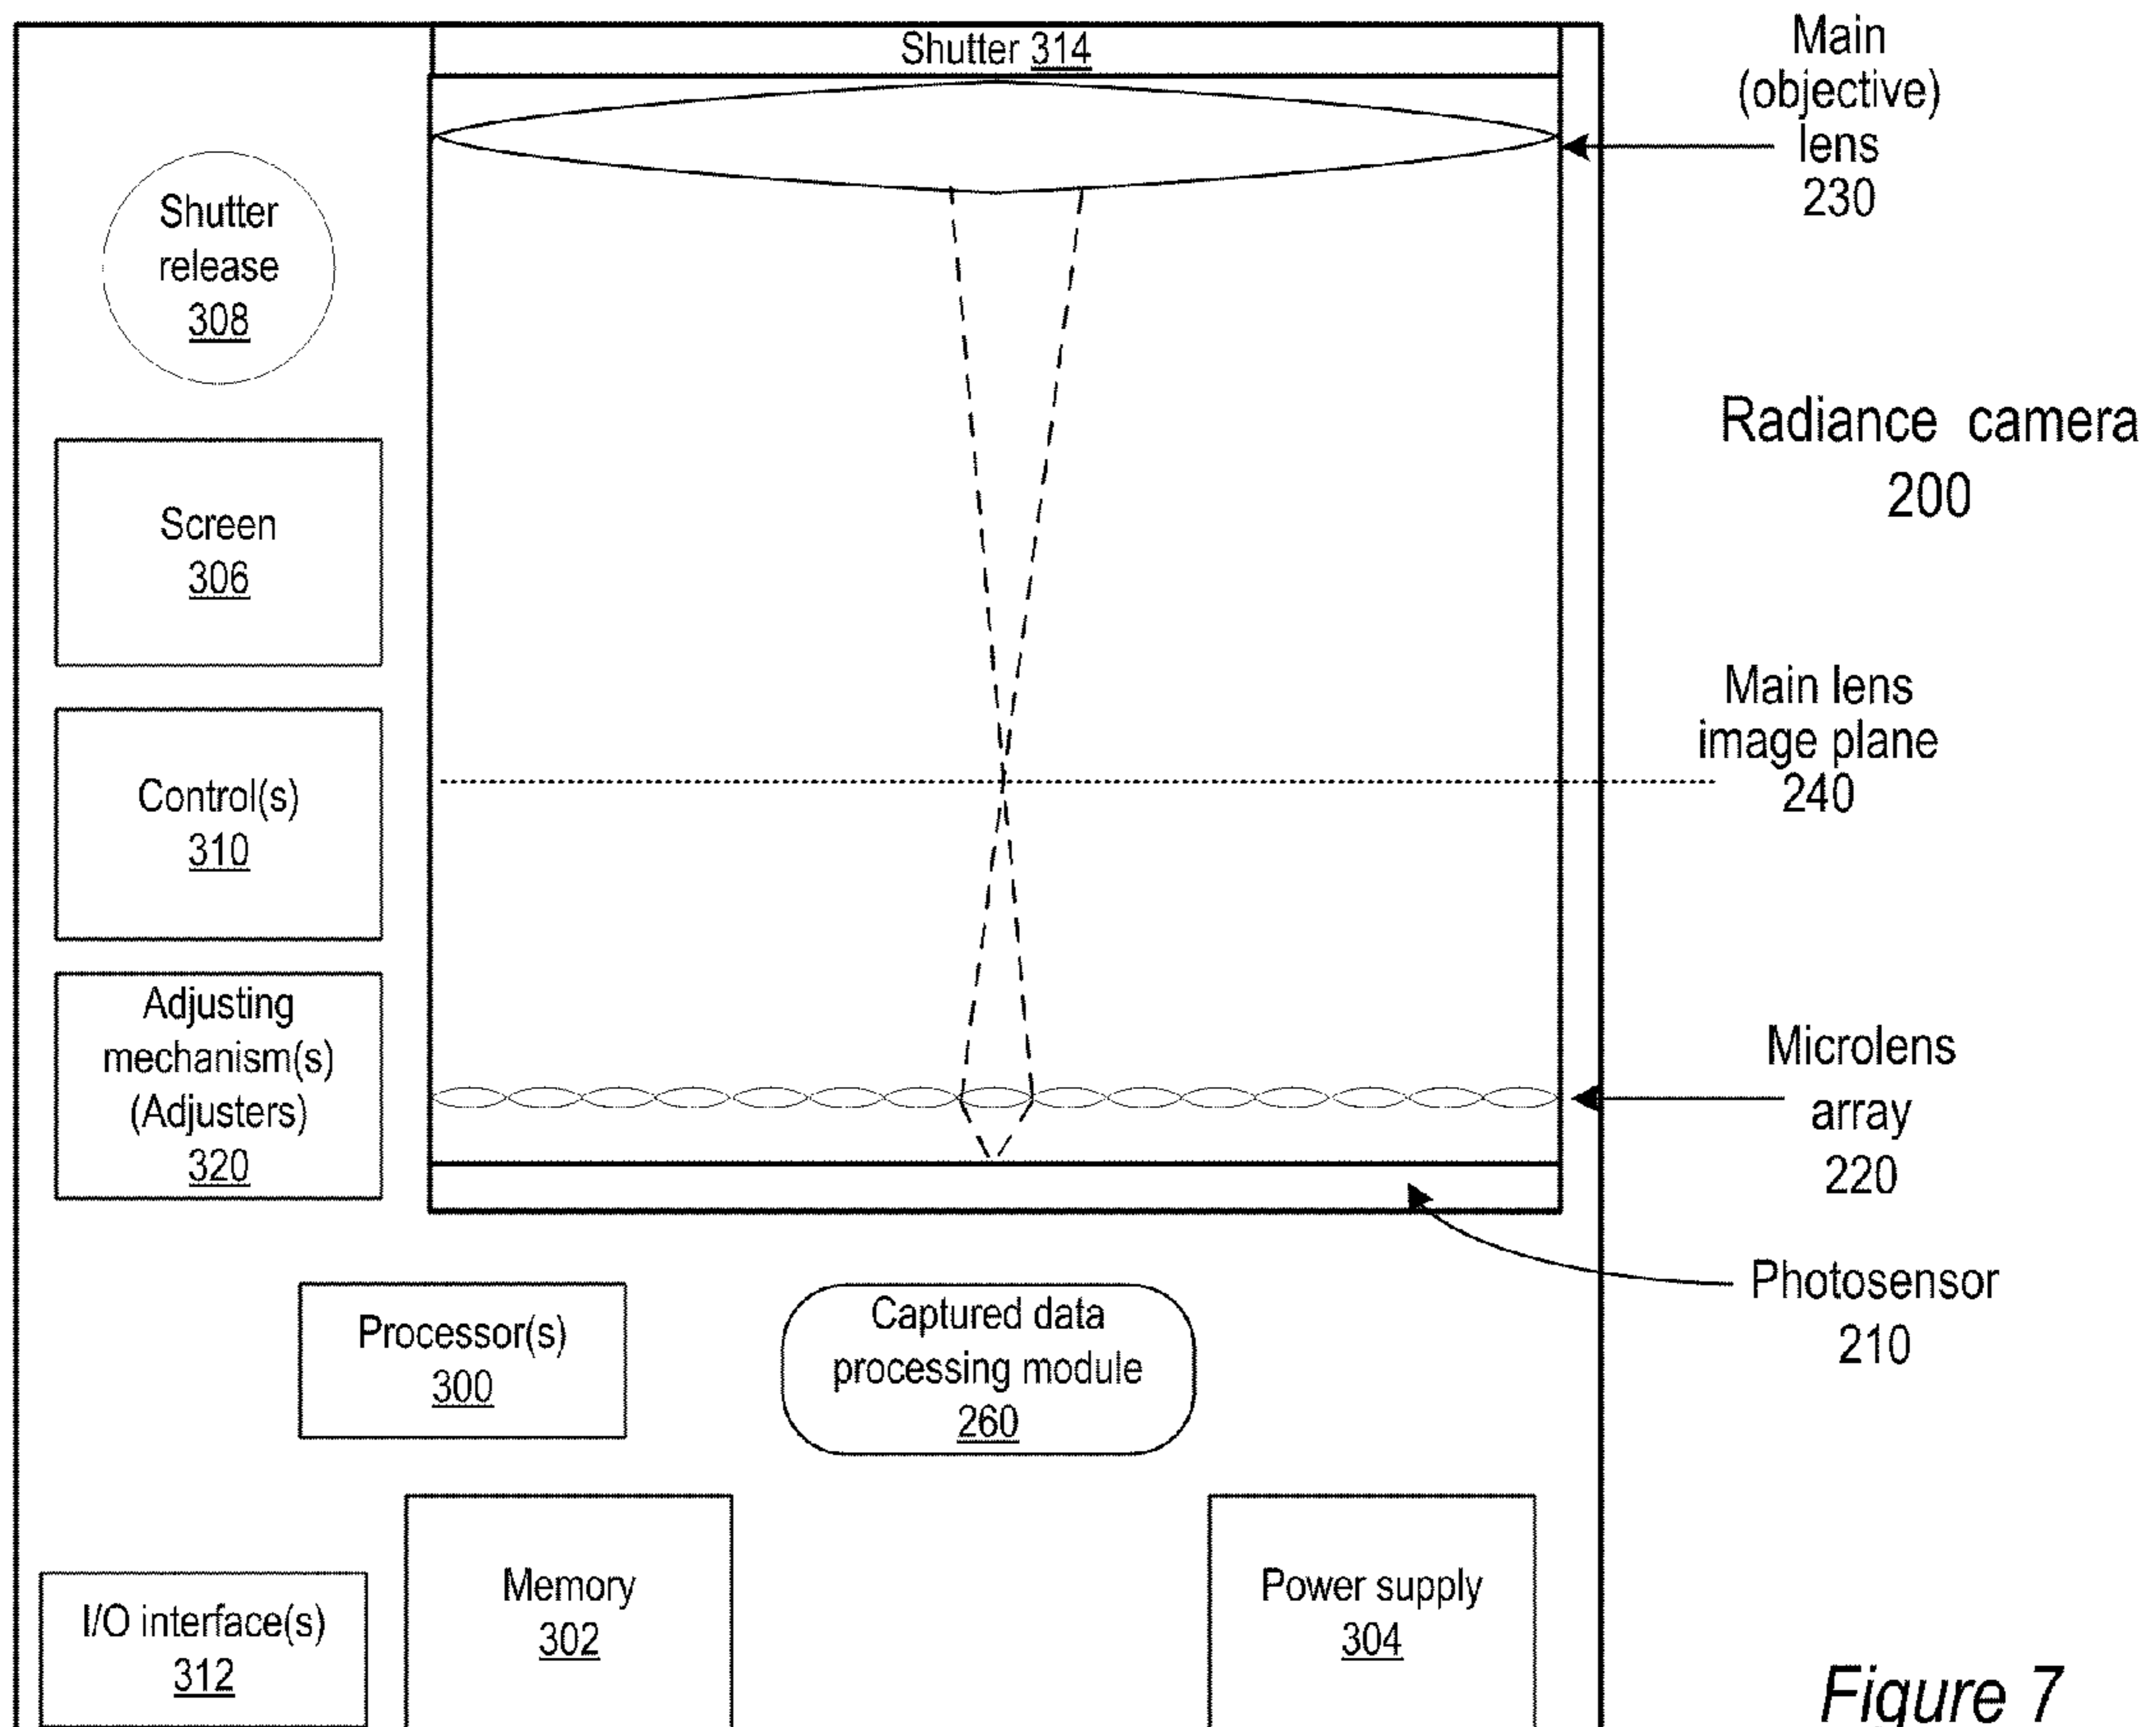 Shutter 314
Main
(objective)
lens
230
Shutter
release
308
Radiance camera
200
Screen
306
Main lens
image plane
240
Control(s)
310
Adjusting
mechanism(s)
(Adjusters)
320
Microlens
array
220
Photosensor
210
Processor(s)
300
Captured data
processing module
260
I/O interface(s)
312
Memory
302
Power supply
304
Figure 7